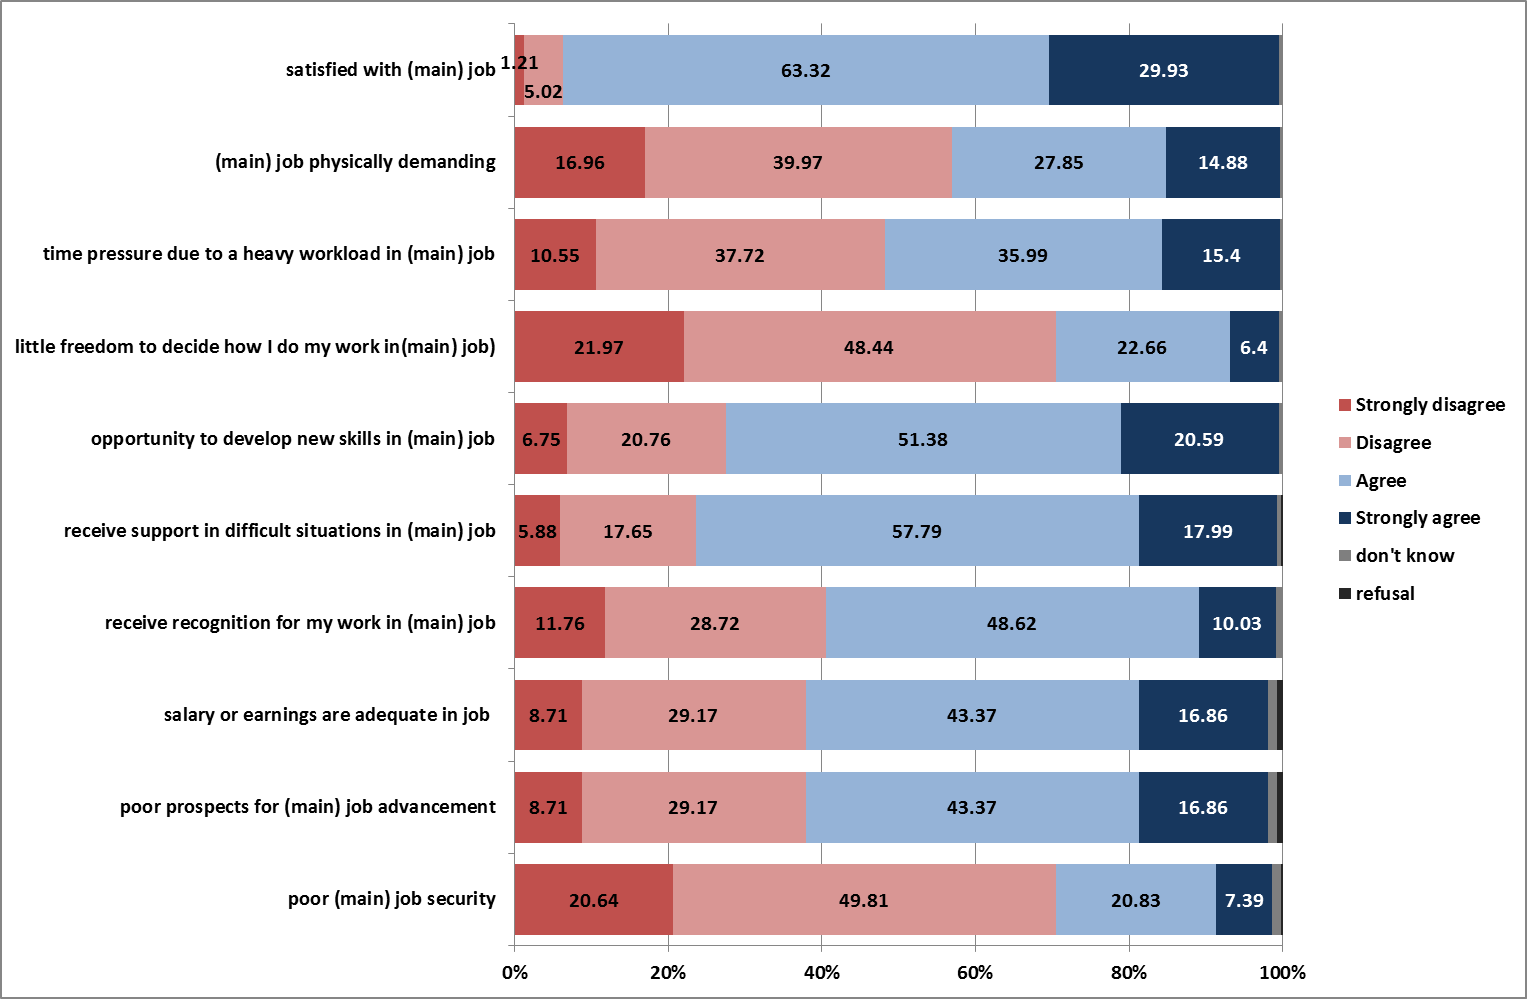 satisfied with (main) job 1.21 5.02 63.32 29.93
(main) job physically demanding 16.96 39.97 27.85 14.88
time pressure due to a heavy workload in (main) job 10.55 37.72 35.99 15.4
little freedom to decide how I do my work in(main) job) 21.97 48.44 22.66 6.4
opportunity to develop new skills in (main) job 6.75 20.76 51.38 20.59
receive support in difficult situations in (main) job 5.88 17.65 57.79 17.99
receive recognition for my work in (main) job 11.76 28.72 48.62 10.03
salary or earnings are adequate in job 8.71 29.17 43.37 16.86
poor prospects for (main) job advancement 8.71 29.17 43.37 16.86
poor (main) job security 20.64 49.81 20.83 7.39
0% 20% 40% 60% 80% 100%
Strongly disagree
Disagree
Agree
Strongly agree
don't know
refusal